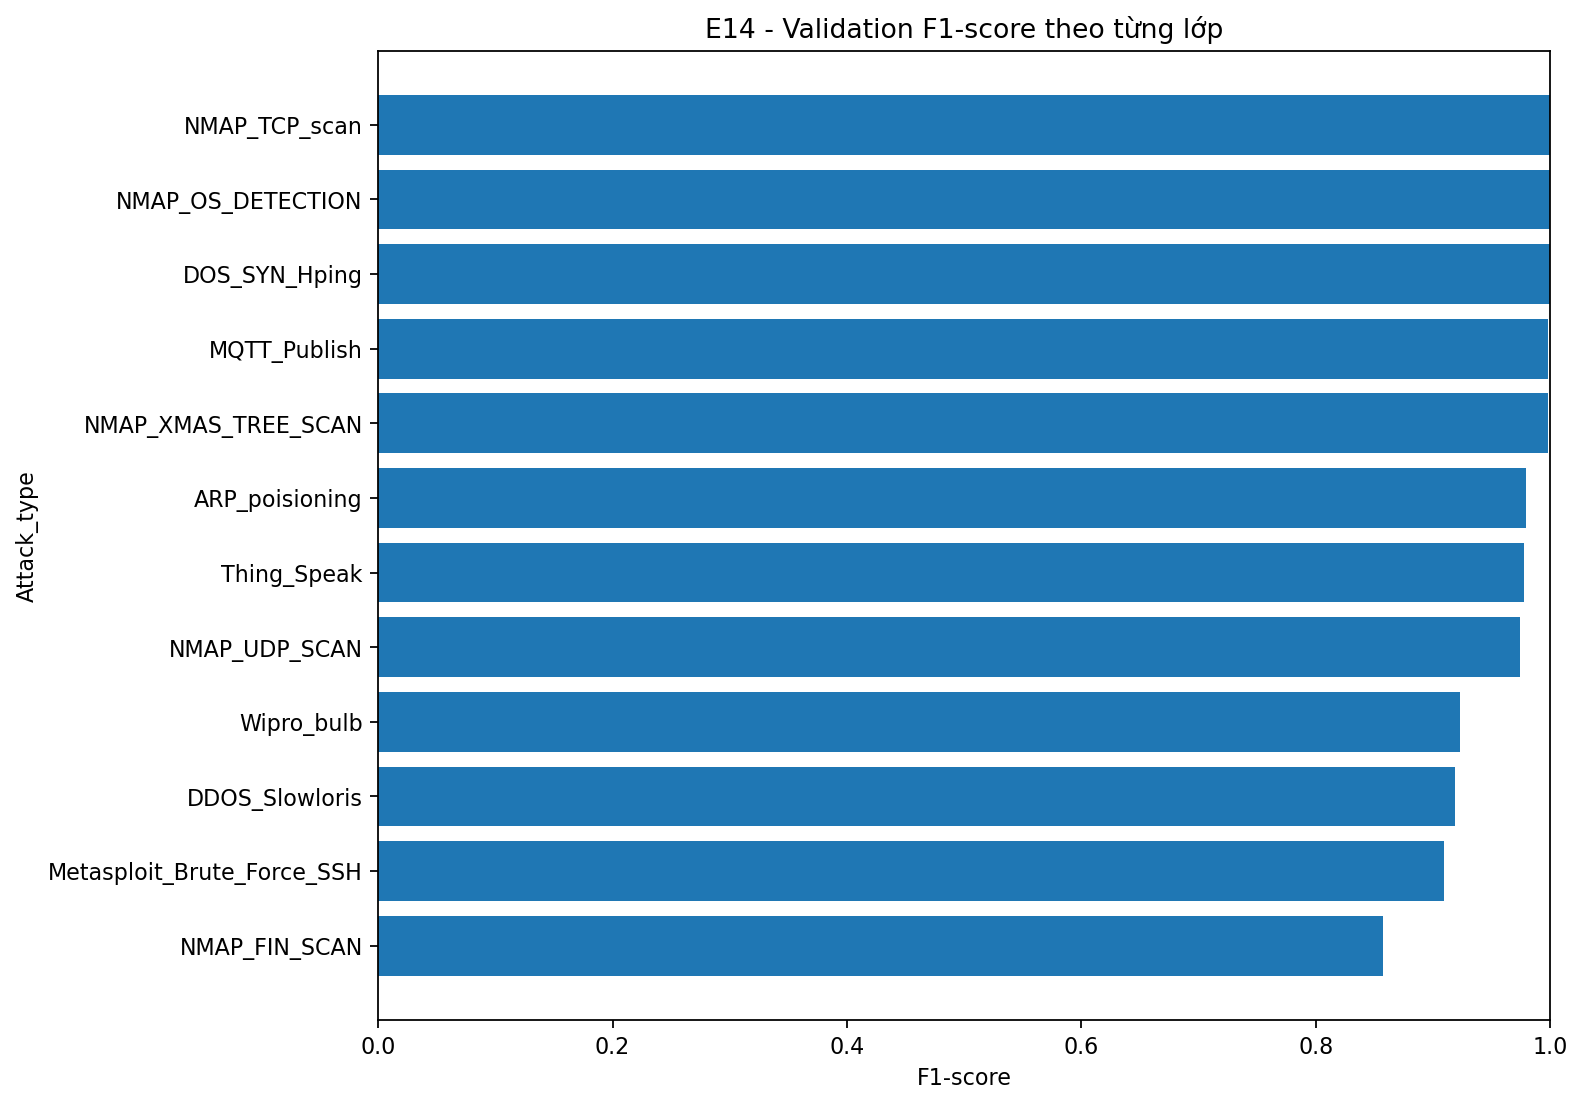 E14 - Validation F1-score theo từng lớp
Attack_type
NMAP_TCP_scan
NMAP_OS_DETECTION
DOS_SYN_Hping
MQTT_Publish
NMAP_XMAS_TREE_SCAN
ARP_poisioning
Thing_Speak
NMAP_UDP_SCAN
Wipro_bulb
DDOS_Slowloris
Metasploit_Brute_Force_SSH
NMAP_FIN_SCAN
0.0 0.2 0.4 0.6 0.8 1.0
F1-score